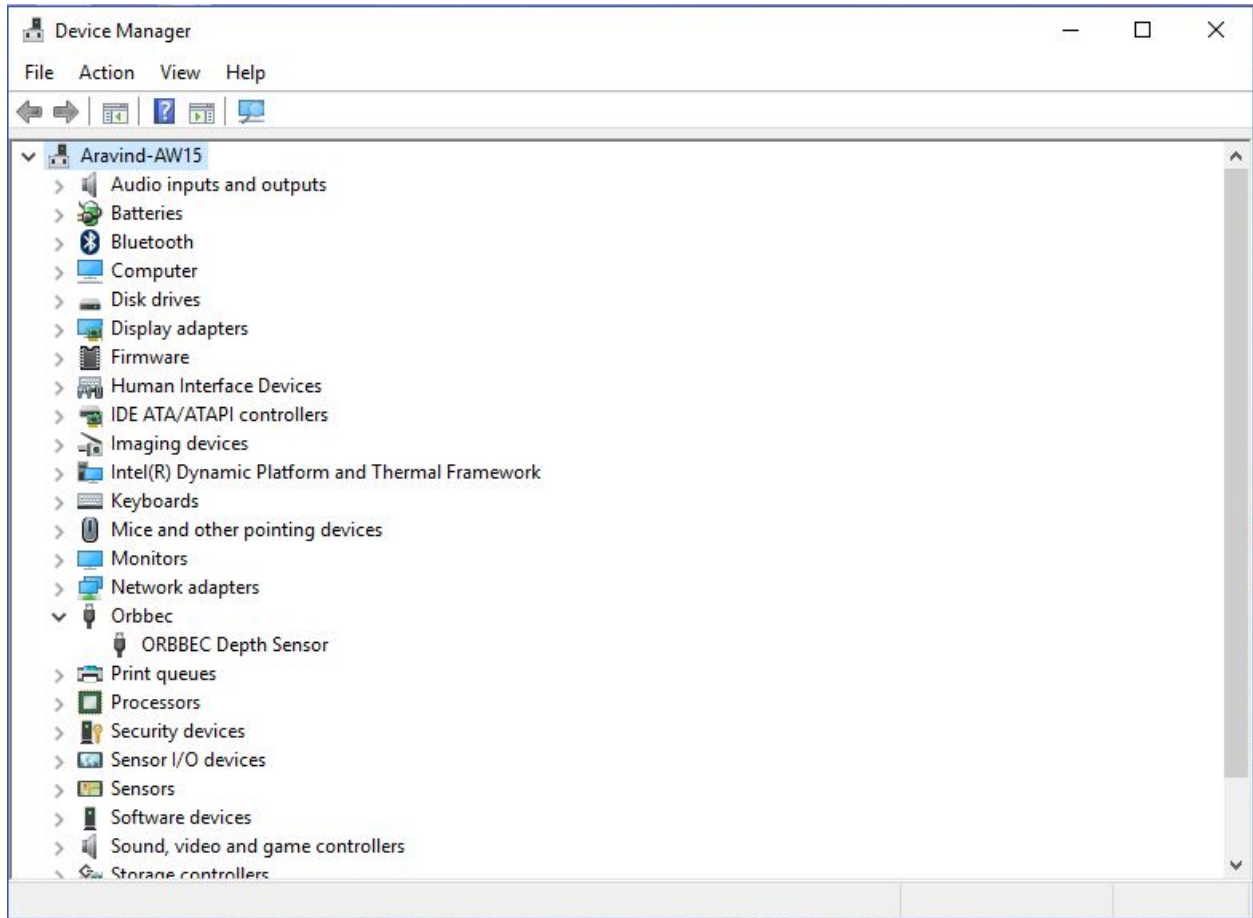 Device Manager
File Action View Help
Aravind-AW15
Audio inputs and outputs
Batteries
Bluetooth
Computer
Disk drives
Display adapters
Firmware
Human Interface Devices
IDE ATA/ATAPI controllers
Imaging devices
Intel(R) Dynamic Platform and Thermal Framework
Keyboards
Mice and other pointing devices
Monitors
Network adapters
Orbbec
ORBBEC Depth Sensor
Print queues
Processors
Security devices
Sensor I/O devices
Sensors
Software devices
Sound, video and game controllers
Storage controllers